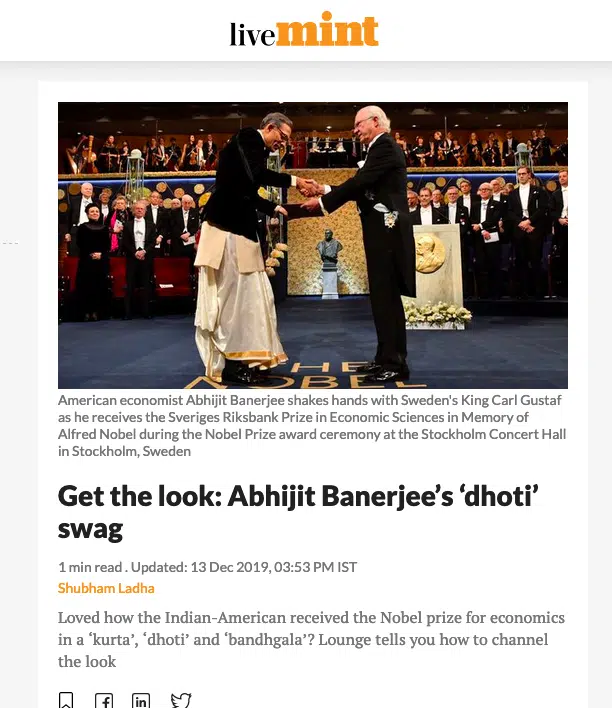 livemint
THE
NOBEL
American economist Abhijit Banerjee shakes hands with Sweden's King Carl Gustaf
as he receives the Sveriges Riksbank Prize in Economic Sciences in Memory of
Alfred Nobel during the Nobel Prize award ceremony at the Stockholm Concert Hall
in Stockholm, Sweden
Get the look: Abhijit Banerjee’s ‘dhoti’
swag
1 min read . Updated: 13 Dec 2019, 03:53 PM IST
Shubham Ladha
Loved how the Indian-American received the Nobel prize for economics
in a ‘kurta’, ‘dhoti’ and ‘bandhgala’? Lounge tells you how to channel
the look